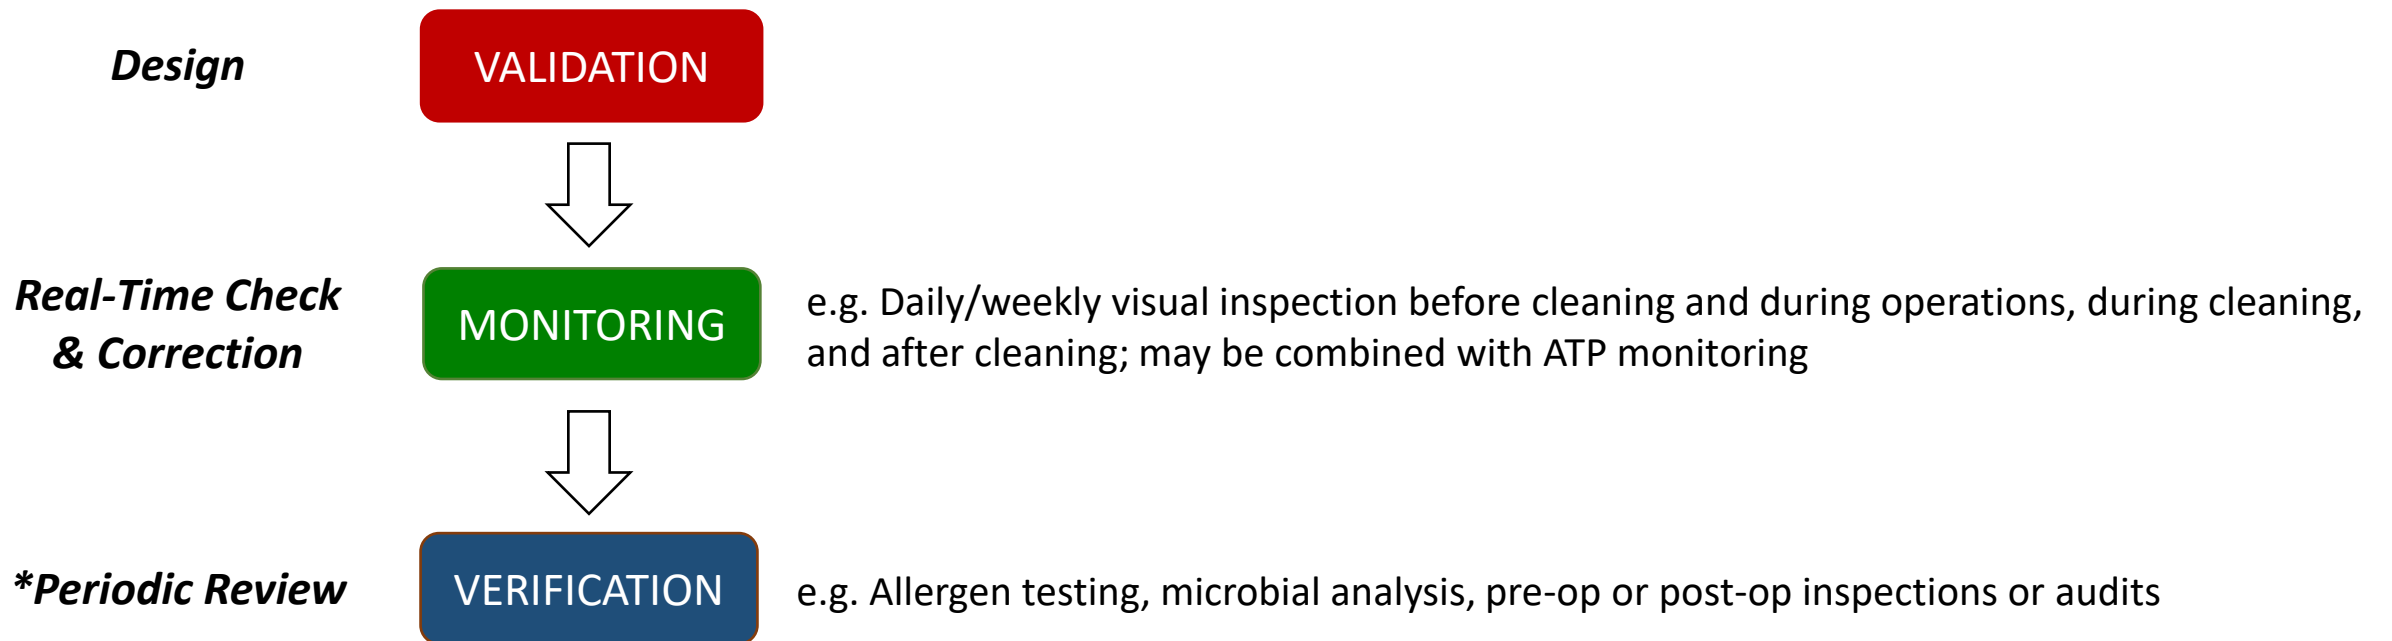 Design
VALIDATION
Real-Time Check
& Correction
MONITORING
e.g. Daily/weekly visual inspection before cleaning and during operations, during cleaning,
and after cleaning; may be combined with ATP monitoring
*Periodic Review
VERIFICATION
e.g. Allergen testing, microbial analysis, pre-op or post-op inspections or audits